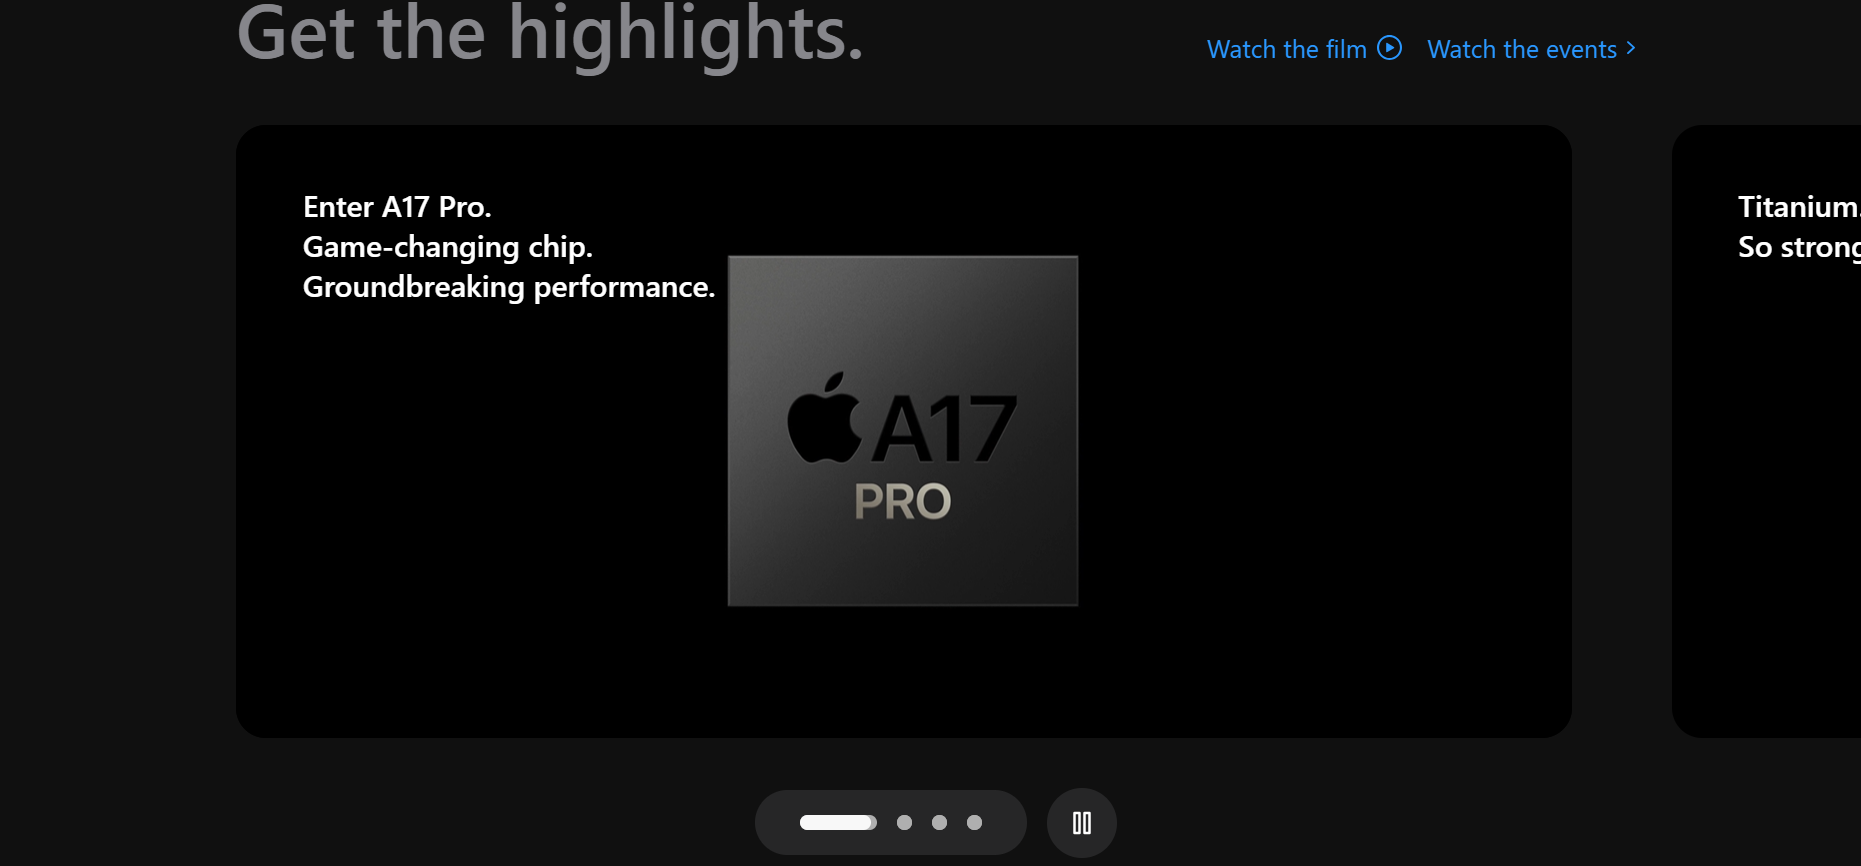 Get the highlights.
Watch the film
Watch the events
Enter A17 Pro.
Game-changing chip.
Groundbreaking performance.
A17
PRO
Titanium.
So strong